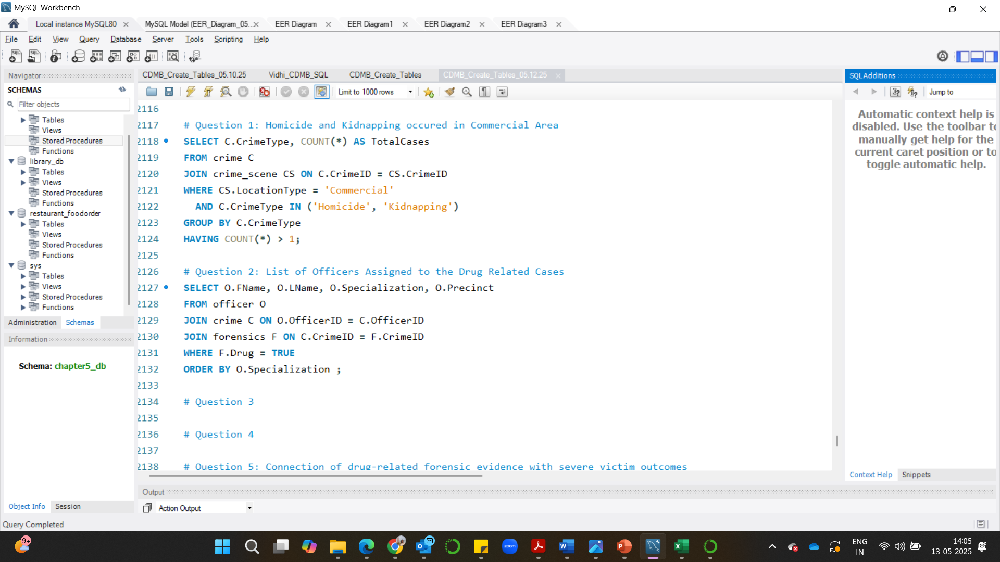 MySQL Workbench
Local instance MySQL80
MySQL Model (EER_Diagram_05...
EER Diagram
EER Diagram1
EER Diagram2
EER Diagram3
File Edit View Query Database Server Tools Scripting Help
Navigator
SCHEMAS
Filter objects
Tables
Views
Stored Procedures
Functions
library_db
Tables
Views
Stored Procedures
Functions
restaurant_foodorder
Tables
Views
Stored Procedures
Functions
sys
Tables
Views
Stored Procedures
Functions
Administration Schemas
Information
Schema: chapter5_db
Object Info Session
Query Completed
CDMB_Create_Tables_05.10.25
Vidhi_CDMB_SQL
CDMB_Create_Tables
CDMB_Create_Tables_05.12.25
Limit to 1000 rows
2116
2117 # Question 1: Homicide and Kidnapping occured in Commercial Area
2118 SELECT C.CrimeType, COUNT(*) AS TotalCases
2119 FROM crime C
2120 JOIN crime_scene CS ON C.CrimeID = CS.CrimeID
2121 WHERE CS.LocationType = 'Commercial'
2122 AND C.CrimeType IN ('Homicide', 'Kidnapping')
2123 GROUP BY C.CrimeType
2124 HAVING COUNT(*) > 1;
2125
2126 # Question 2: List of Officers Assigned to the Drug Related Cases
2127 SELECT O.FName, O.LName, O.Specialization, O.Precinct
2128 FROM officer O
2129 JOIN crime C ON O.OfficerID = C.OfficerID
2130 JOIN forensics F ON C.CrimeID = F.CrimeID
2131 WHERE F.Drug = TRUE
2132 ORDER BY O.Specialization ;
2133
2134 # Question 3
2135
2136 # Question 4
2137
2138 # Question 5: Connection of drug-related forensic evidence with severe victim outcomes
Output
Action Output
SQLAdditions
Jump to
Automatic context help is
disabled. Use the toolbar to
manually get help for the
current caret position or to
toggle automatic help.
Context Help Snippets
9+
zoom
ENG
IN
14:05
13-05-2025